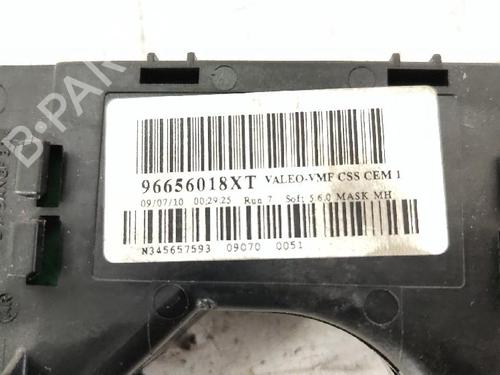 B-PARTS
96656018XT VALEO-VMF CSS CEM 1
09/07/10 00:29:25 Run 7 Soft 5.6.0 MASK MH
N345657593 09070 0051